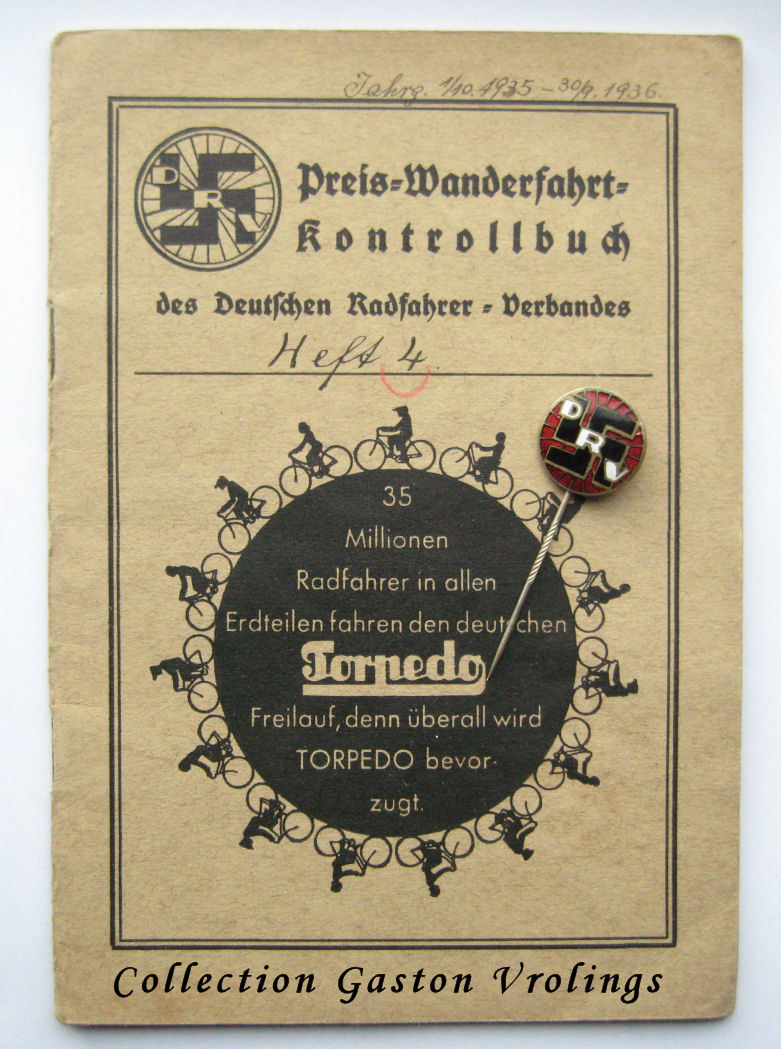 Jahrg. 1/10. 1935 – 30/9. 1936.
D R V
Preis=Wanderfahrt=
Kontrollbuch
des Deutschen Radfahrer = Verbandes
Heft 4
D R V
35
Millionen
Radfahrer in allen
Erdteilen fahren den deutschen
Torpedo
Freilauf, denn überall wird
TORPEDO bevor-
zugt.
Collection Gaston Vrolings